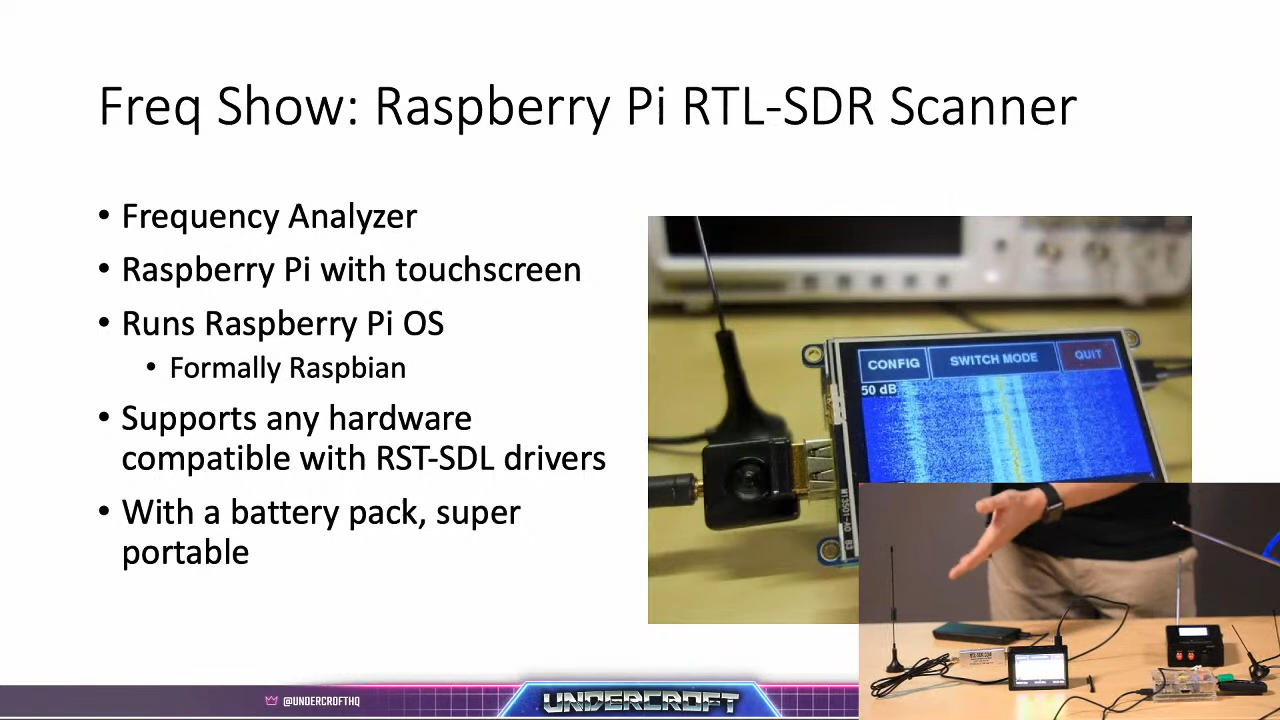 Freq Show: Raspberry Pi RTL-SDR Scanner
• Frequency Analyzer
• Raspberry Pi with touchscreen
• Runs Raspberry Pi OS
• Formally Raspbian
• Supports any hardware
compatible with RST-SDL drivers
• With a battery pack, super
portable
CONFIG
SWITCH MODE
QUIT
50 dB
@UNDERCROFTHQ
UNDERCROFT